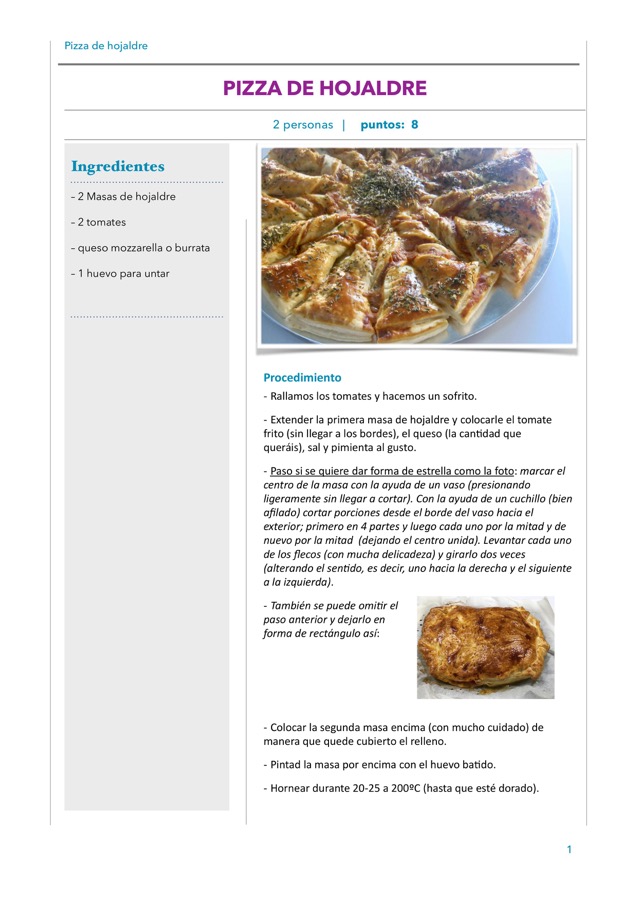 Pizza de hojaldre
PIZZA DE HOJALDRE
2 personas | puntos: 8
Ingredientes
– 2 Masas de hojaldre
– 2 tomates
– queso mozzarella o burrata
– 1 huevo para untar
Procedimiento
- Rallamos los tomates y hacemos un sofrito.
- Extender la primera masa de hojaldre y colocarle el tomate
frito (sin llegar a los bordes), el queso (la cantidad que
queráis), sal y pimienta al gusto.
- Paso si se quiere dar forma de estrella como la foto: marcar el
centro de la masa con la ayuda de un vaso (presionando
ligeramente sin llegar a cortar). Con la ayuda de un cuchillo (bien
afilado) cortar porciones desde el borde del vaso hacia el
exterior; primero en 4 partes y luego cada uno por la mitad y de
nuevo por la mitad (dejando el centro unida). Levantar cada uno
de los flecos (con mucha delicadeza) y girarlo dos veces
(alterando el sentido, es decir, uno hacia la derecha y el siguiente
a la izquierda).
- También se puede omitir el
paso anterior y dejarlo en
forma de rectángulo así:
- Colocar la segunda masa encima (con mucho cuidado) de
manera que quede cubierto el relleno.
- Pintad la masa por encima con el huevo batido.
- Hornear durante 20-25 a 200ºC (hasta que esté dorado).
1